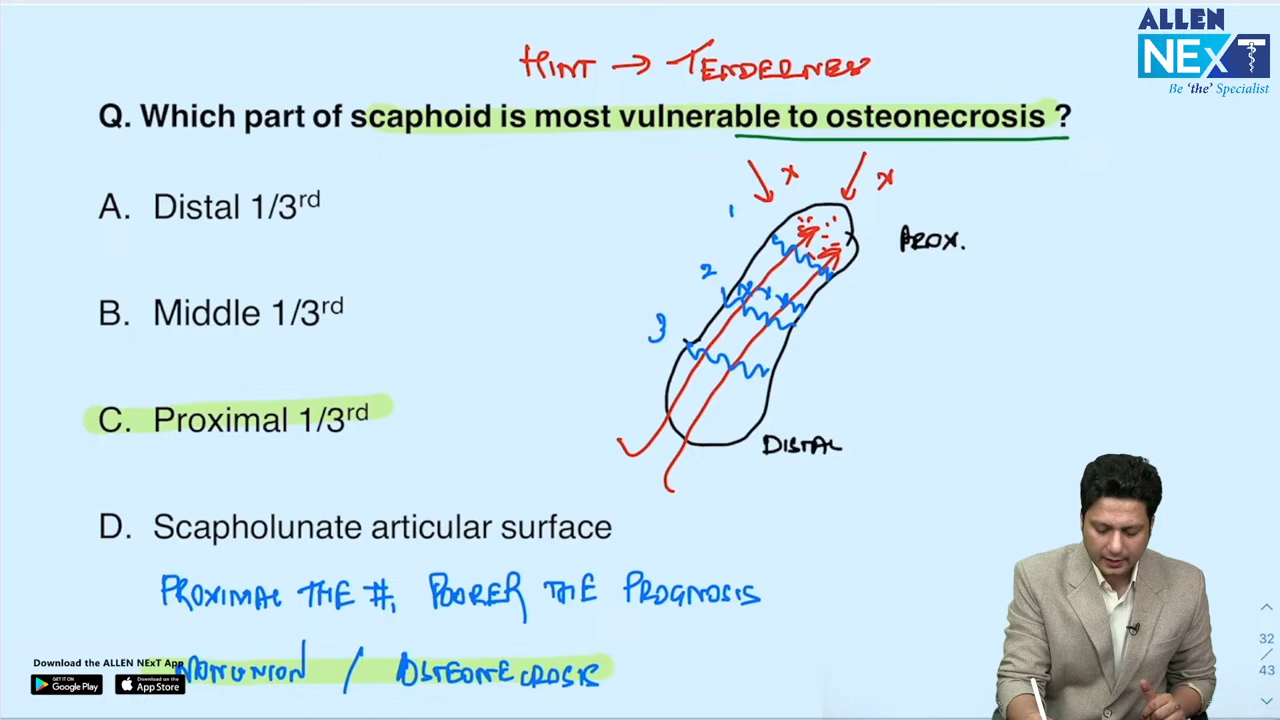 ALLEN
NEXT
Be 'the' Specialist
HINT → TENDERNESS
Q. Which part of scaphoid is most vulnerable to osteonecrosis ?
A. Distal 1/3rd
B. Middle 1/3rd
C. Proximal 1/3rd
D. Scapholunate articular surface
x x
1
2
3
x x x
PROX.
DISTAL
PROXIMAL THE #, POORER THE PROGNOSIS
NONUNION / OSTEONECROSIS
Download the ALLEN NExT App
GET IT ON
Google Play
Download on the
App Store
32
/
43